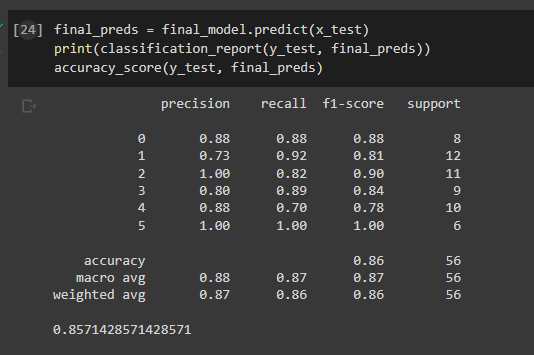 [24] final_preds = final_model.predict(x_test)
print(classification_report(y_test, final_preds))
accuracy_score(y_test, final_preds)
precision recall f1-score support
0 0.88 0.88 0.88 8
1 0.73 0.92 0.81 12
2 1.00 0.82 0.90 11
3 0.80 0.89 0.84 9
4 0.88 0.70 0.78 10
5 1.00 1.00 1.00 6
accuracy 0.86 56
macro avg 0.88 0.87 0.87 56
weighted avg 0.87 0.86 0.86 56
0.8571428571428571